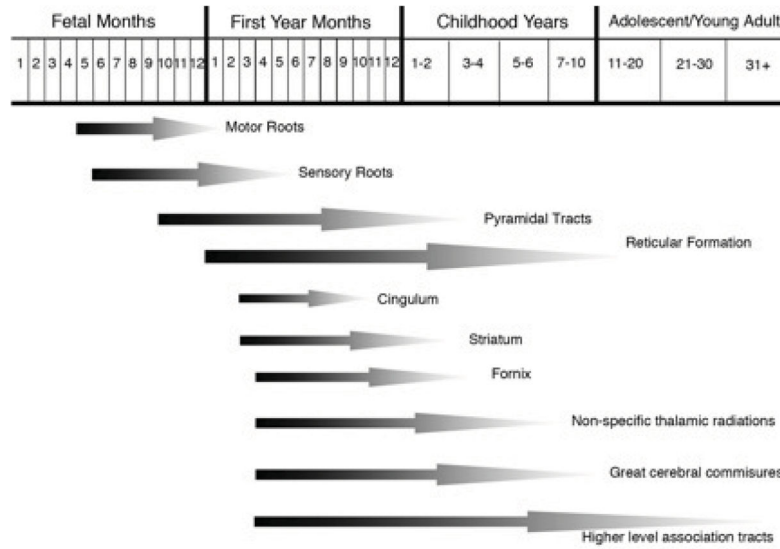 Fetal Months First Year Months Childhood Years Adolescent/Young Adult
1 2 3 4 5 6 7 8 9 10 11 12 1 2 3 4 5 6 7 8 9 10 11 12 1-2 3-4 5-6 7-10 11-20 21-30 31+
Motor Roots
Sensory Roots
Pyramidal Tracts
Reticular Formation
Cingulum
Striatum
Fornix
Non-specific thalamic radiations
Great cerebral commisures
Higher level association tracts